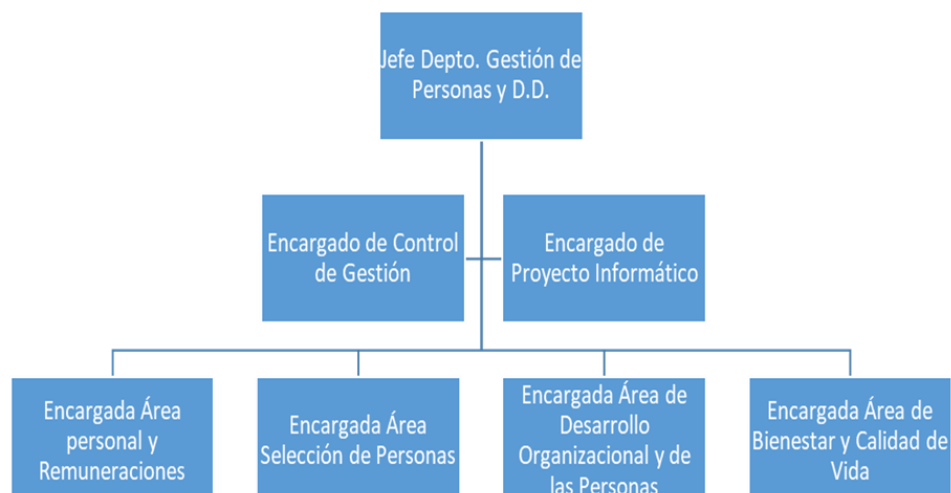 Jefe Depto. Gestión de
Personas y D.D.
Encargado de Control
de Gestión
Encargado de
Proyecto Informático
Encargada Área
personal y
Remuneraciones
Encargada Área
Selección de Personas
Encargada Área de
Desarrollo
Organizacional y de
las Personas
Encargada Área de
Bienestar y Calidad de
Vida